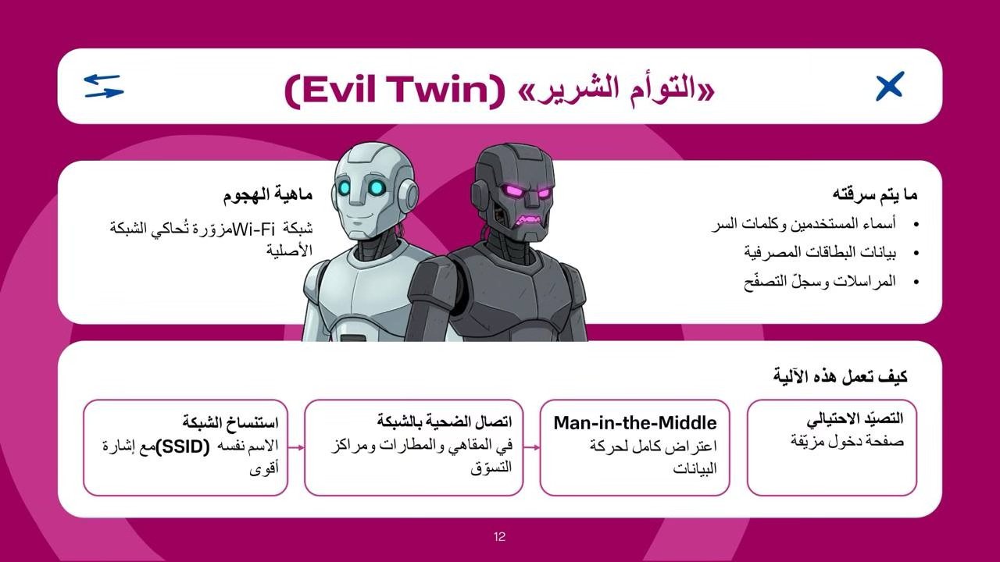 «التوأم الشرير» (Evil Twin)
ما يتم سرقته
• أسماء المستخدمين وكلمات السر
• بيانات البطاقات المصرفية
• المراسلات وسجلّ التصفّح
ماهية الهجوم
شبكة Wi-Fiمزوّرة تُحاكي الشبكة
الأصلية
كيف تعمل هذه الآلية
استنساخ الشبكة
الاسم نفسه (SSID)مع إشارة
أقوى
اتصال الضحية بالشبكة
في المقاهي والمطارات ومراكز
التسوّق
Man-in-the-Middle
اعتراض كامل لحركة
البيانات
التصيّد الاحتيالي
صفحة دخول مزيّفة
12